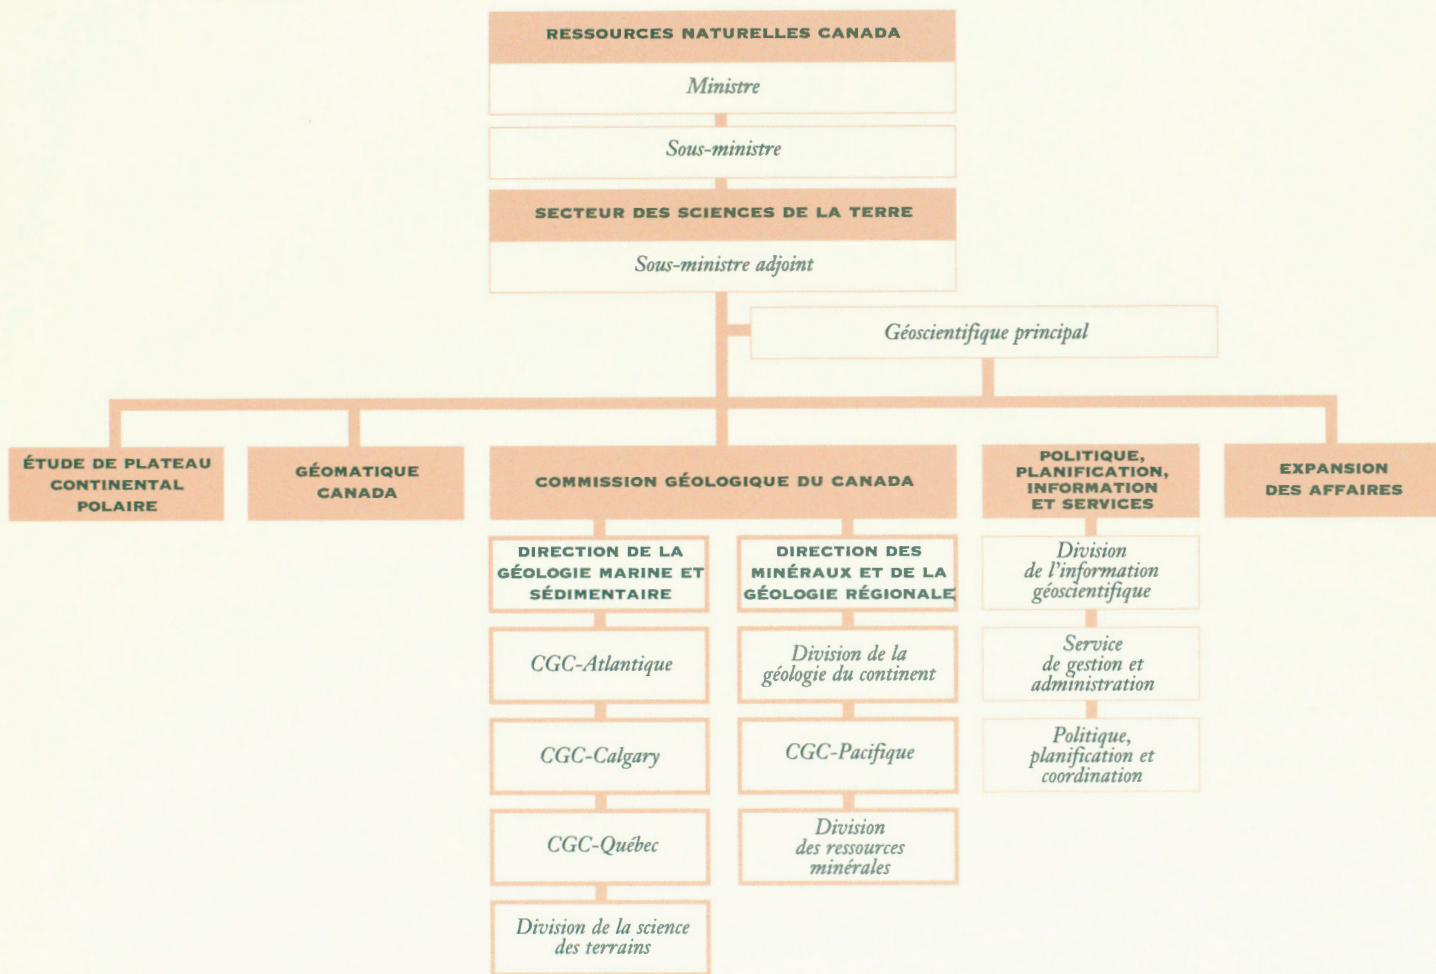 RESSOURCES NATURELLES CANADA
Ministre
Sous-ministre
SECTEUR DES SCIENCES DE LA TERRE
Sous-ministre adjoint
Géoscientifique principal
ÉTUDE DE PLATEAU
CONTINENTAL
POLAIRE
GÉOMATIQUE
CANADA
COMMISSION GÉOLOGIQUE DU CANADA
POLITIQUE,
PLANIFICATION,
INFORMATION
ET SERVICES
EXPANSION
DES AFFAIRES
DIRECTION DE LA
GÉOLOGIE MARINE ET
SÉDIMENTAIRE
CGC-Atlantique
CGC-Calgary
CGC-Québec
Division de la science
des terrains
DIRECTION DES
MINÉRAUX ET DE LA
GÉOLOGIE RÉGIONALE
Division de la
géologie du continent
CGC-Pacifique
Division
des ressources
minérales
Division
de l'information
géoscientifique
Service
de gestion et
administration
Politique,
planification et
coordination